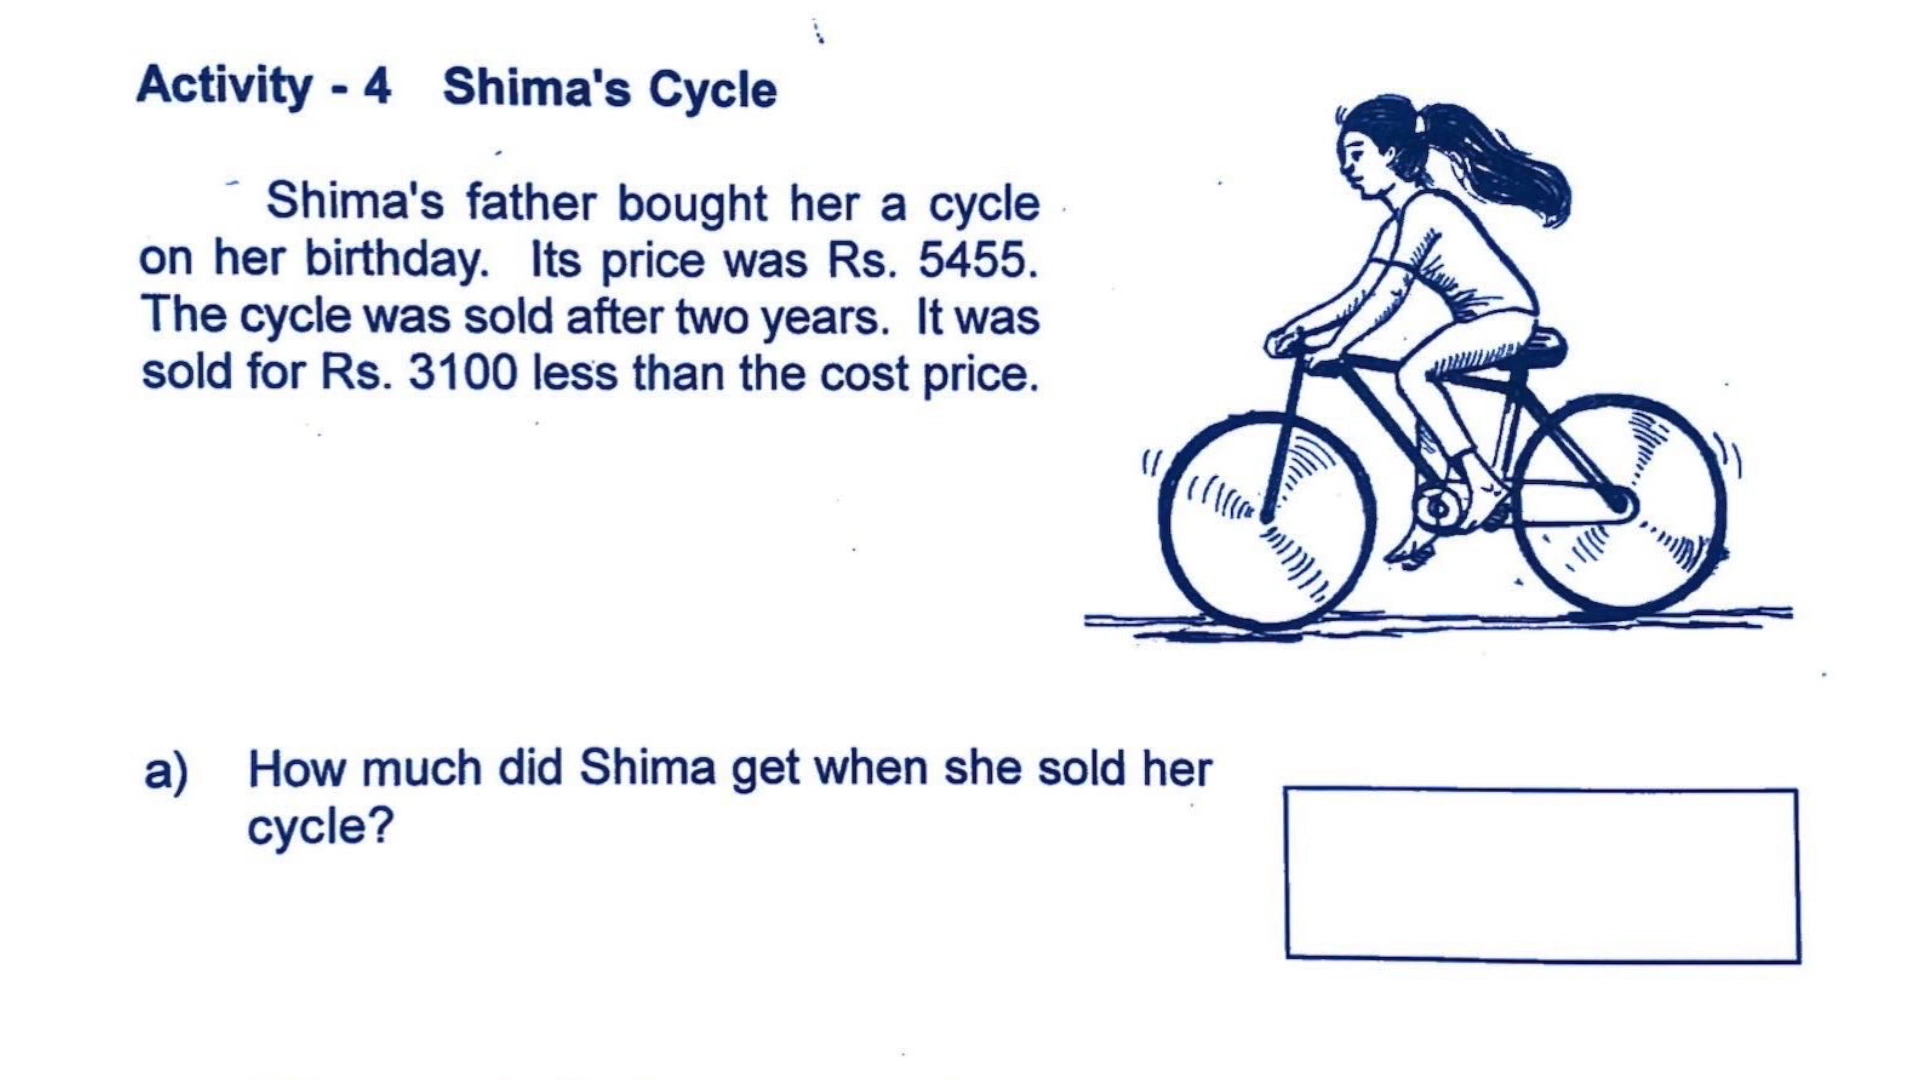 Activity - 4 Shima's Cycle
Shima's father bought her a cycle
on her birthday. Its price was Rs. 5455.
The cycle was sold after two years. It was
sold for Rs. 3100 less than the cost price.
a) How much did Shima get when she sold her
cycle?